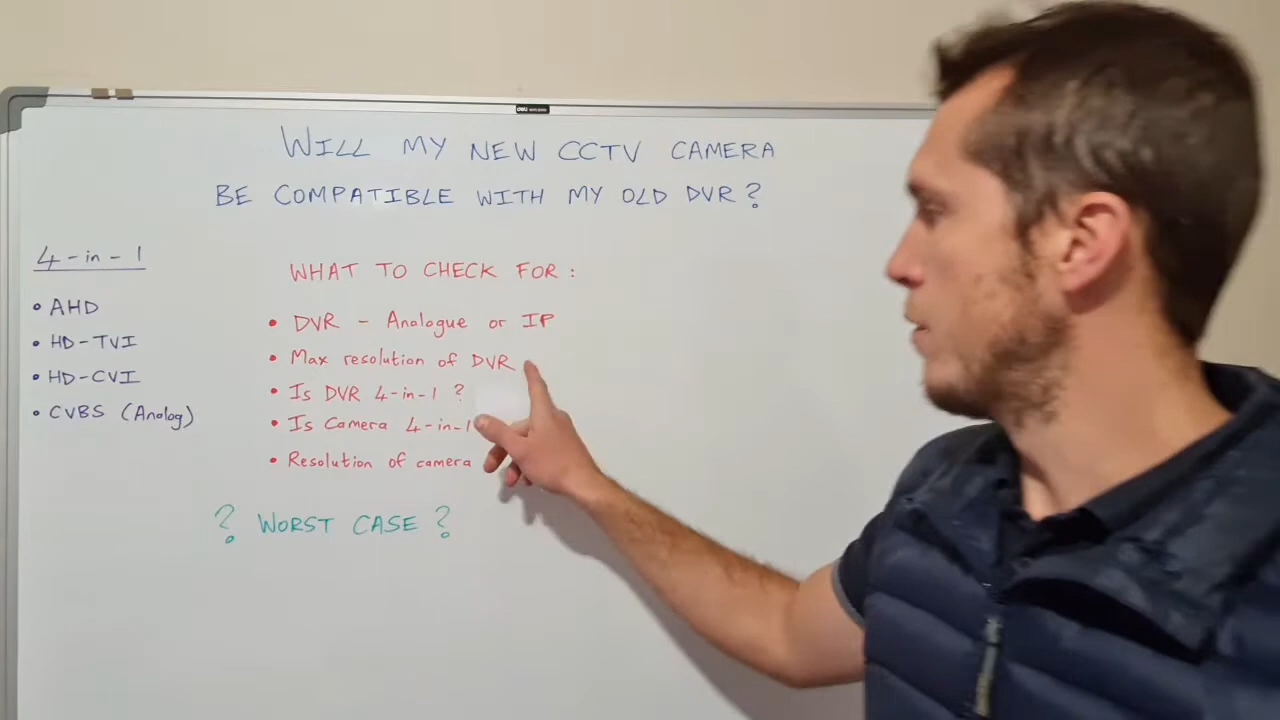 WILL MY NEW CCTV CAMERA
BE COMPATIBLE WITH MY OLD DVR?
4-in-1
• AHD
• HD-TVI
• HD-CVI
• CVBS (Analog)
WHAT TO CHECK FOR:
• DVR - Analogue or IP
• Max resolution of DVR
• Is DVR 4-in-1 ?
• Is Camera 4-in-1
• Resolution of camera
? WORST CASE ?